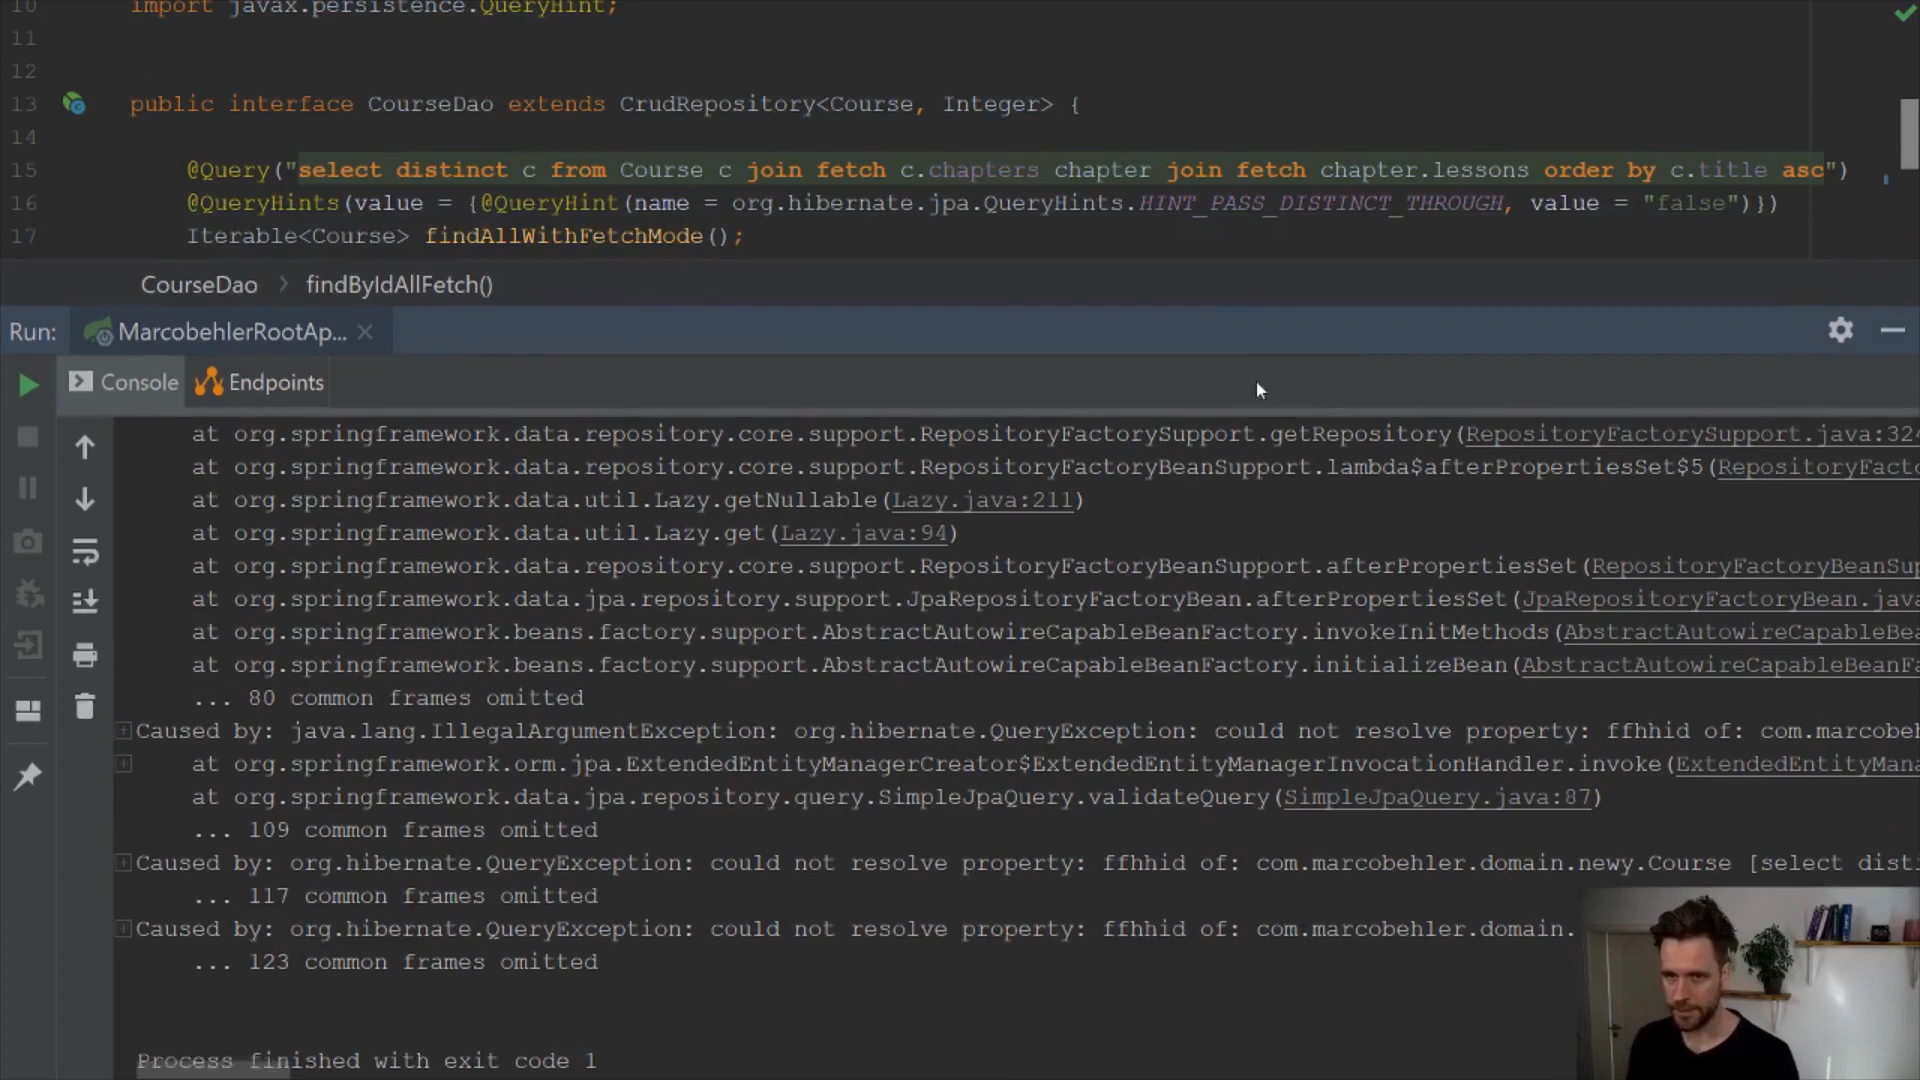 10 import javax.persistence.QueryHint;
11
12
13 public interface CourseDao extends CrudRepository<Course, Integer> {
14
15 @Query("select distinct c from Course c join fetch c.chapters chapter join fetch chapter.lessons order by c.title asc")
16 @QueryHints(value = {@QueryHint(name = org.hibernate.jpa.QueryHints.HINT_PASS_DISTINCT_THROUGH, value = "false")})
17 Iterable<Course> findAllWithFetchMode();
CourseDao > findByIdAllFetch()
Run: MarcobehlerRootAp...
Console Endpoints
at org.springframework.data.repository.core.support.RepositoryFactorySupport.getRepository(RepositoryFactorySupport.java:324
at org.springframework.data.repository.core.support.RepositoryFactoryBeanSupport.lambda$afterPropertiesSet$5(RepositoryFacto
at org.springframework.data.util.Lazy.getNullable(Lazy.java:211)
at org.springframework.data.util.Lazy.get(Lazy.java:94)
at org.springframework.data.repository.core.support.RepositoryFactoryBeanSupport.afterPropertiesSet(RepositoryFactoryBeanSup
at org.springframework.data.jpa.repository.support.JpaRepositoryFactoryBean.afterPropertiesSet(JpaRepositoryFactoryBean.java
at org.springframework.beans.factory.support.AbstractAutowireCapableBeanFactory.invokeInitMethods(AbstractAutowireCapableBea
at org.springframework.beans.factory.support.AbstractAutowireCapableBeanFactory.initializeBean(AbstractAutowireCapableBeanF
... 80 common frames omitted
Caused by: java.lang.IllegalArgumentException: org.hibernate.QueryException: could not resolve property: ffhhid of: com.marcobeh
at org.springframework.orm.jpa.ExtendedEntityManagerCreator$ExtendedEntityManagerInvocationHandler.invoke(ExtendedEntityMana
at org.springframework.data.jpa.repository.query.SimpleJpaQuery.validateQuery(SimpleJpaQuery.java:87)
... 109 common frames omitted
Caused by: org.hibernate.QueryException: could not resolve property: ffhhid of: com.marcobehler.domain.newy.Course [select disti
... 117 common frames omitted
Caused by: org.hibernate.QueryException: could not resolve property: ffhhid of: com.marcobehler.domain.
... 123 common frames omitted
Process finished with exit code 1